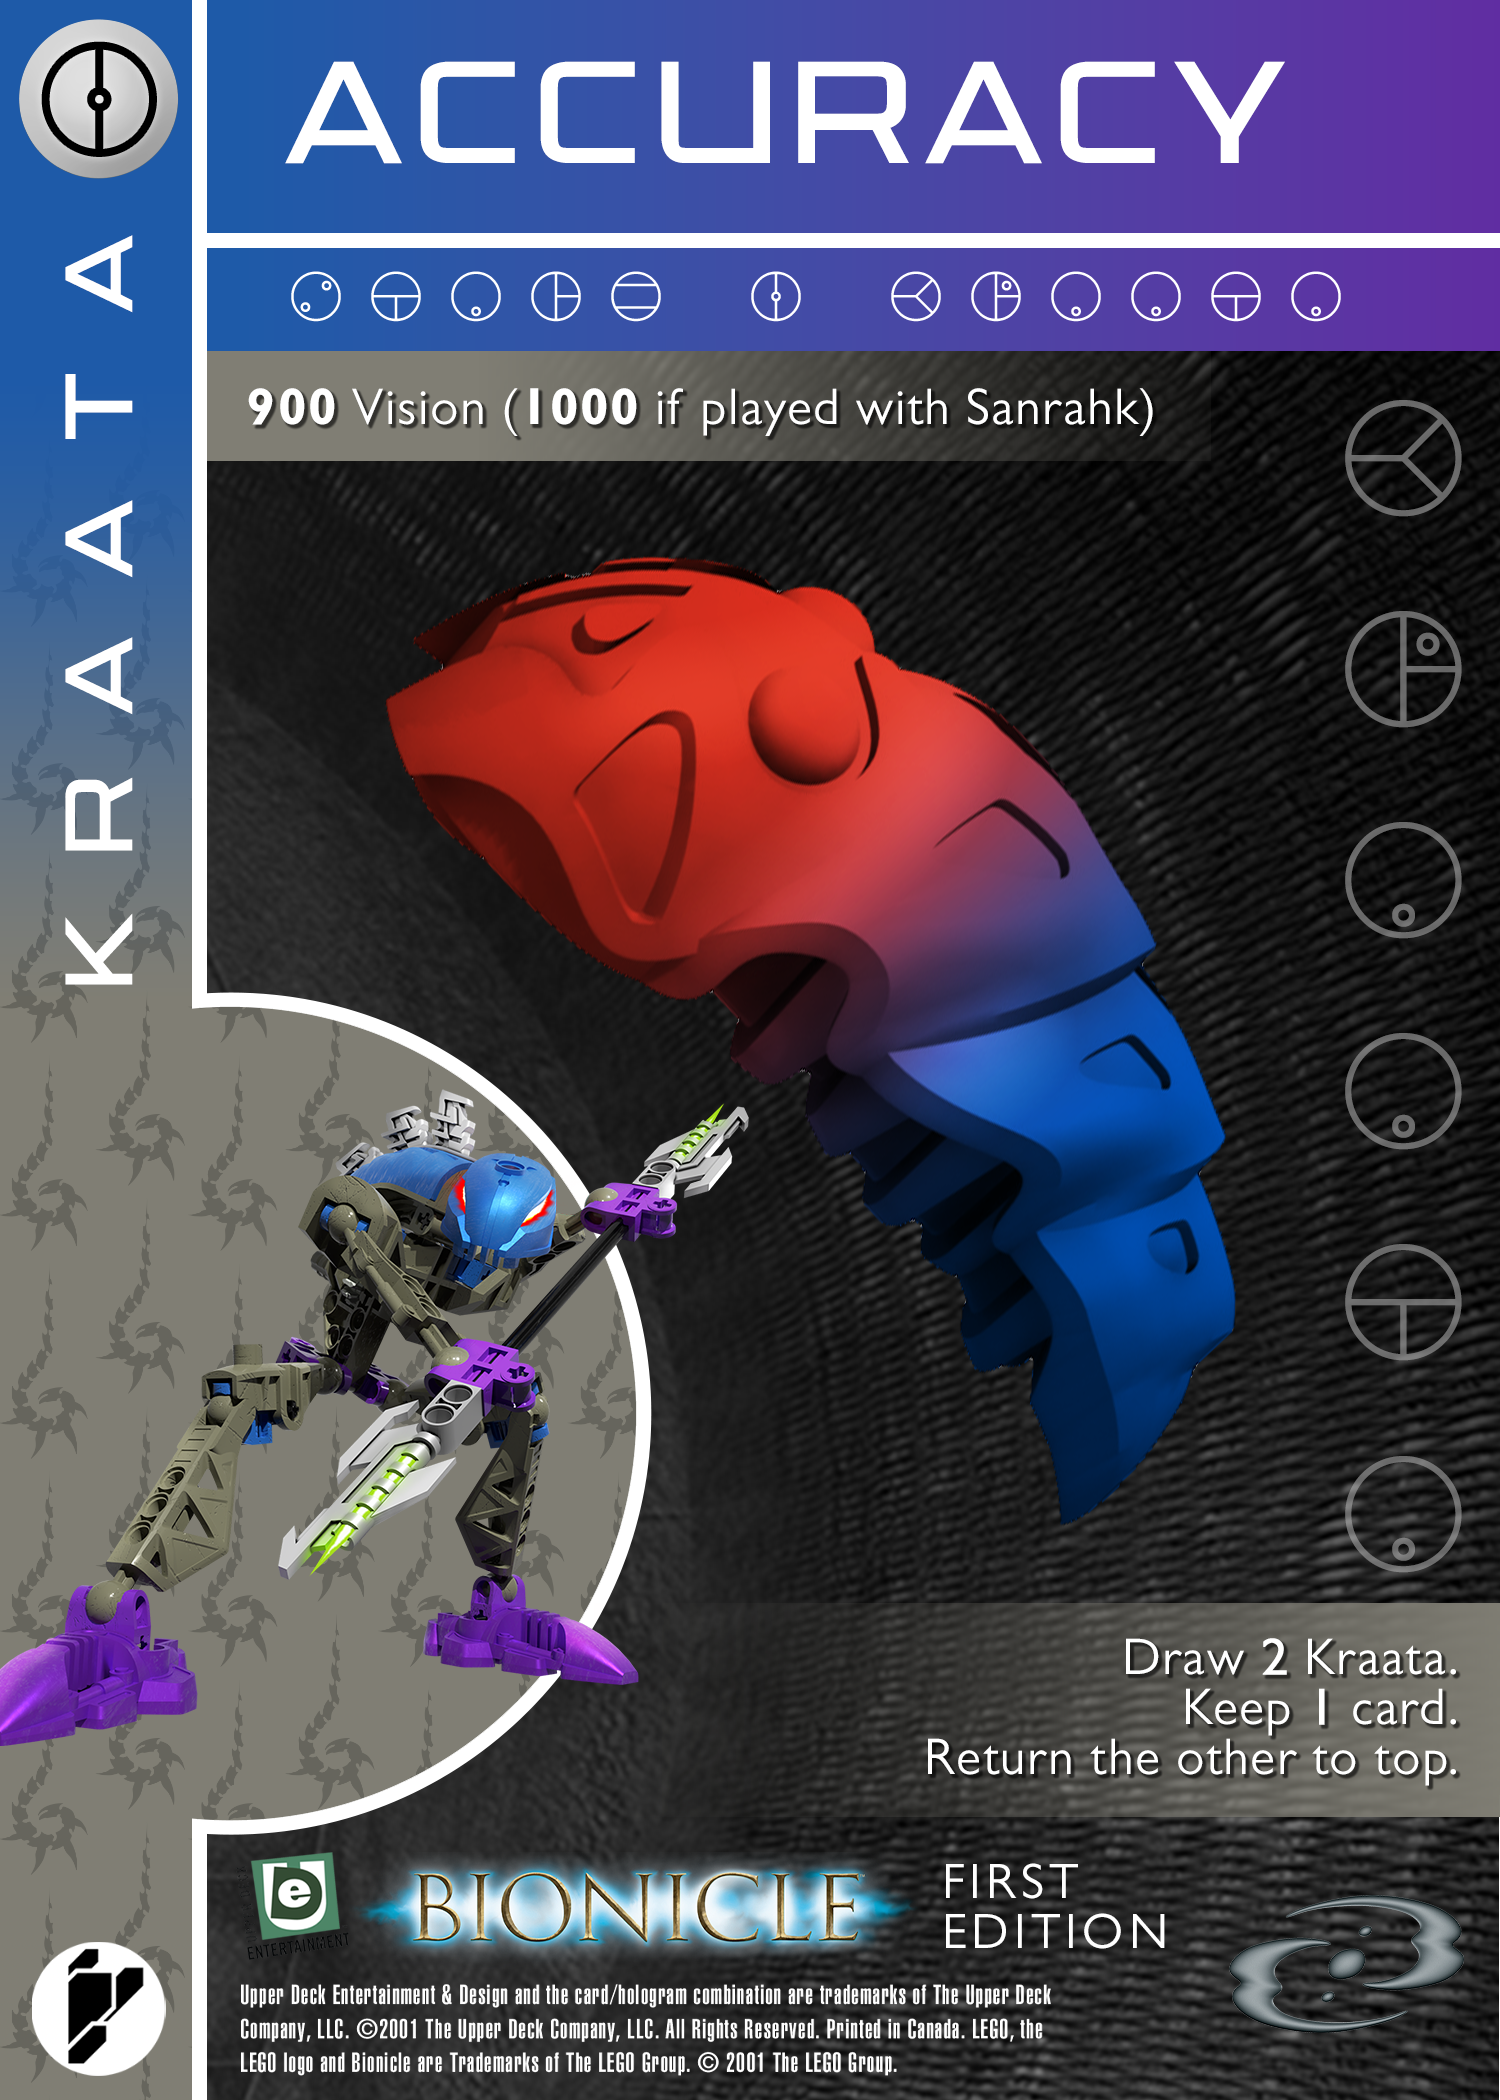 ACCURACY
KRAATA
900 Vision (1000 if played with Sanrahk)
Draw 2 Kraata.
Keep 1 card.
Return the other to top.
e
ENTERTAINMENT
BIONICLE
FIRST
EDITION
Upper Deck Entertainment & Design and the card/hologram combination are trademarks of The Upper Deck
Company, LLC. ©2001 The Upper Deck Company, LLC. All Rights Reserved. Printed in Canada. LEGO, the
LEGO logo and Bionicle are Trademarks of The LEGO Group. © 2001 The LEGO Group.